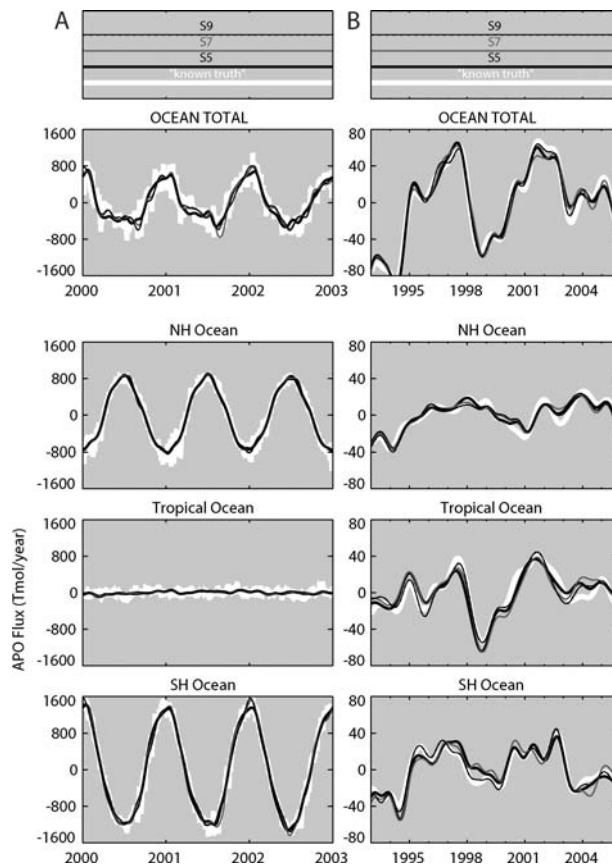 A
B
S9
S7
S5
"known truth"
S9
S7
S5
"known truth"
OCEAN TOTAL
1600
800
0
-800
-1600
2000 2001 2002 2003
OCEAN TOTAL
80
40
0
-40
-80
1995 1998 2001 2004
NH Ocean
1600
800
0
-800
-1600
NH Ocean
80
40
0
-40
-80
APO Flux (Tmol/year)
Tropical Ocean
1600
800
0
-800
-1600
Tropical Ocean
80
40
0
-40
-80
SH Ocean
1600
800
0
-800
-1600
2000 2001 2002 2003
SH Ocean
80
40
0
-40
-80
1995 1998 2001 2004